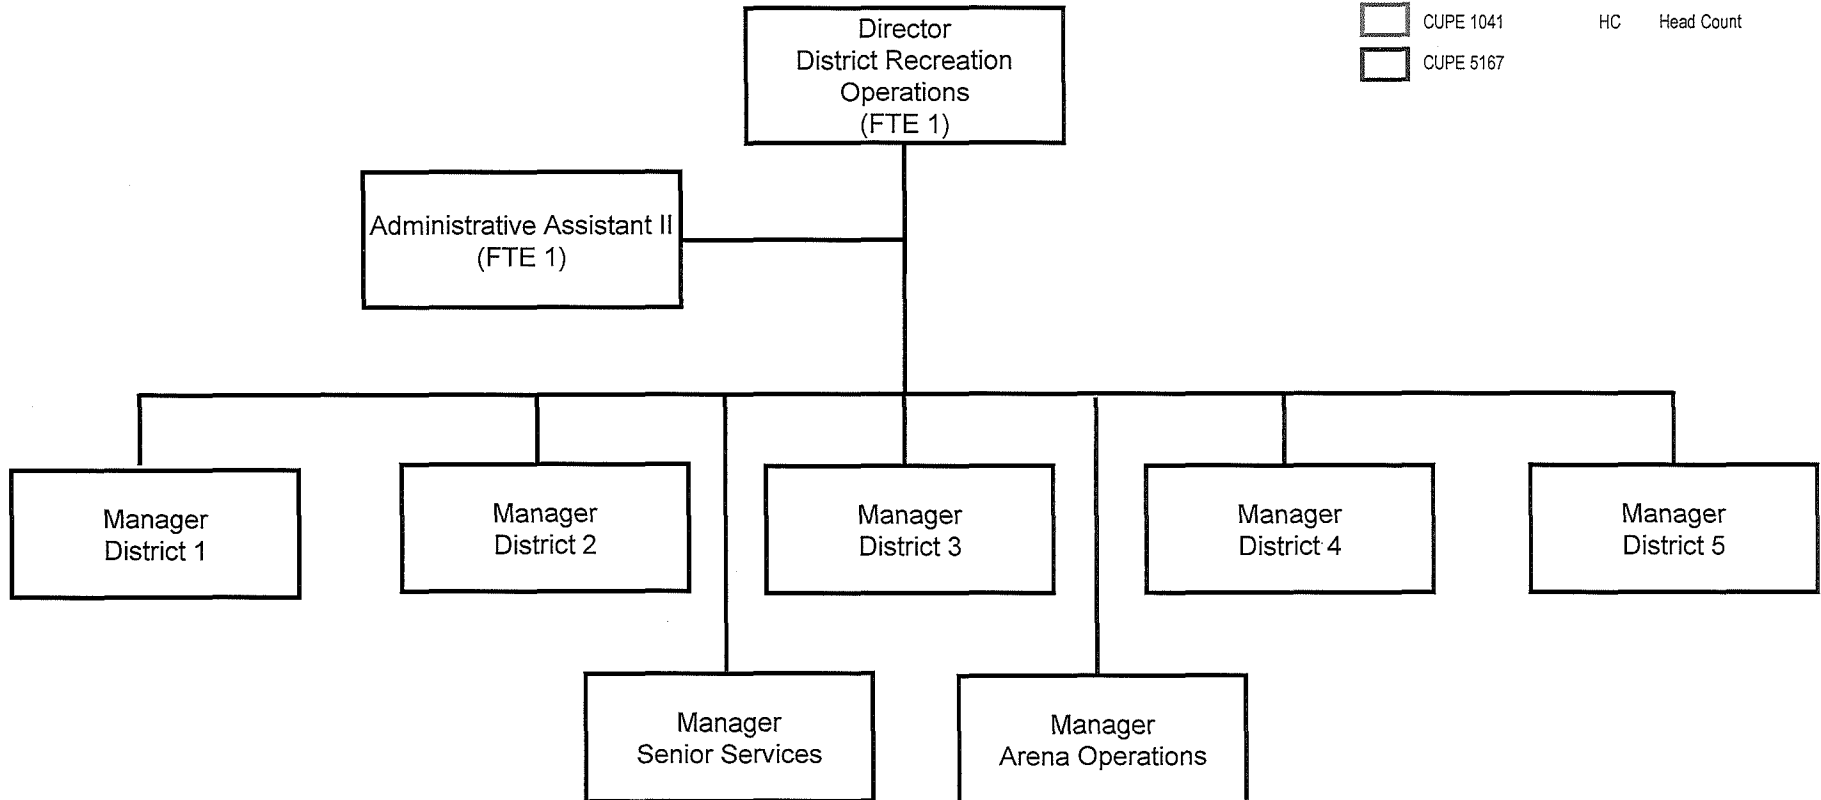 Director
District Recreation
Operations
(FTE 1)
CUPE 1041 HC Head Count
CUPE 5167
Administrative Assistant II
(FTE 1)
Manager
District 1
Manager
District 2
Manager
District 3
Manager
District 4
Manager
District 5
Manager
Senior Services
Manager
Arena Operations